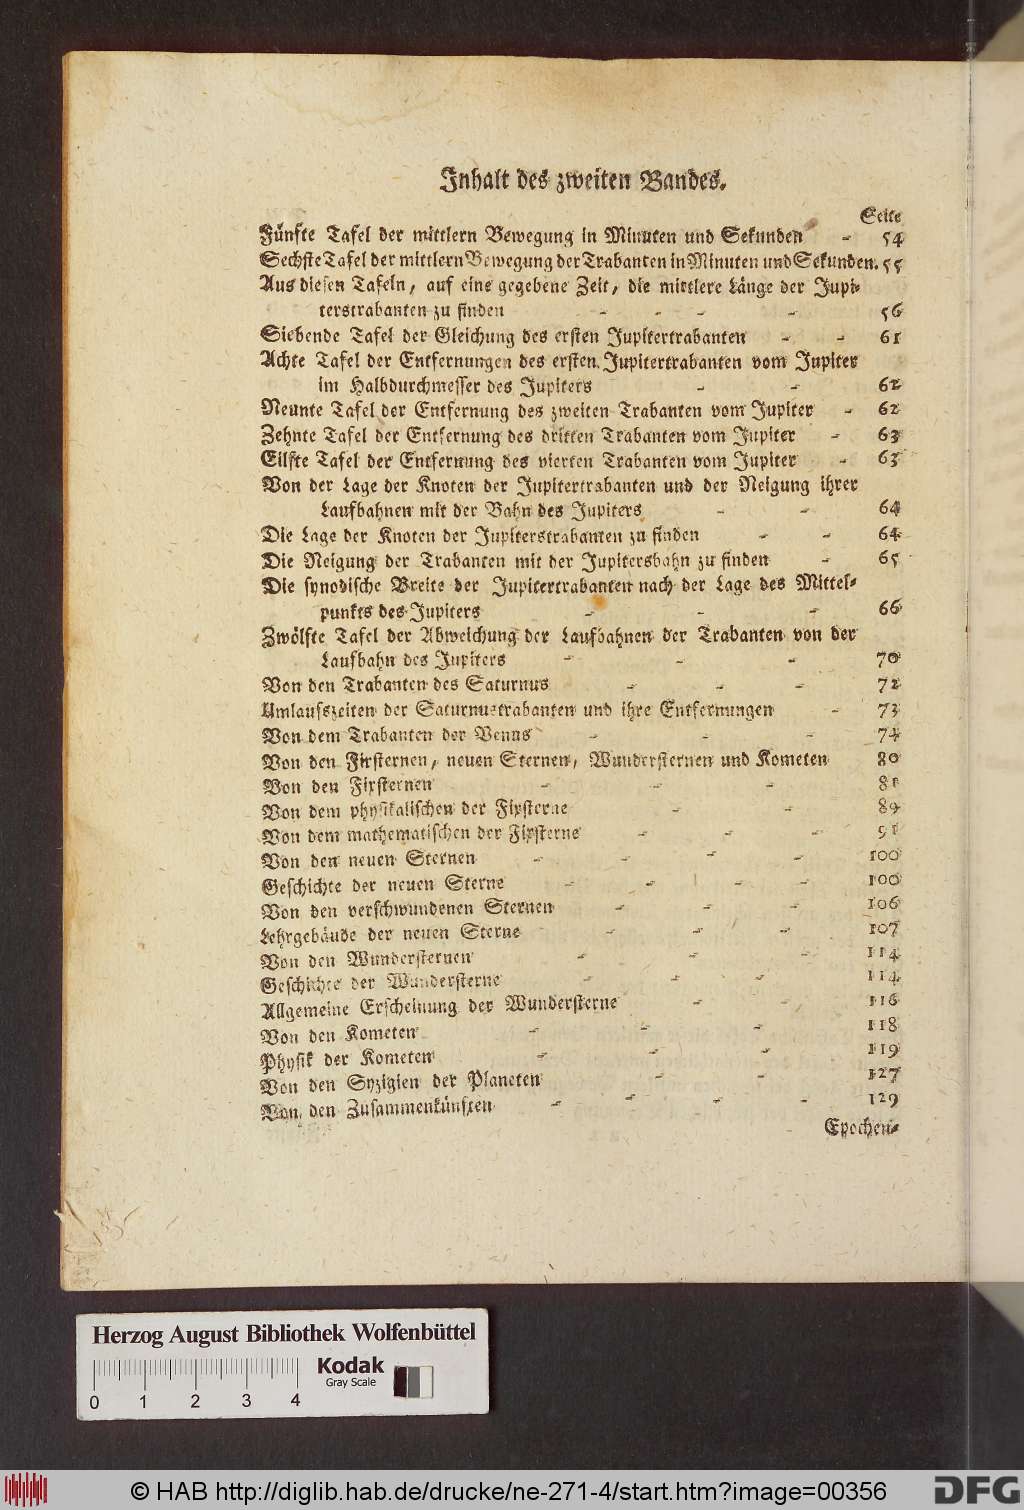 Inhalt des zweiten Bandes.
Seite
Fünfte Tafel der mittlern Bewegung in Minuten und Sekunden - 54
Sechste Tafel der mittlern Bewegung der Trabanten in Minuten und Sekunden. 55
Aus diesen Tafeln, auf eine gegebene Zeit, die mittlere Länge der Jupi-
terstrabanten zu finden - - - - 56
Siebende Tafel der Gleichung des ersten Jupitertrabanten - - 61
Achte Tafel der Entfernungen des ersten Jupitertrabanten vom Jupiter
im Halbdurchmesser des Jupiters - - 62
Neunte Tafel der Entfernung des zweiten Trabanten vom Jupiter - 62
Zehnte Tafel der Entfernung des dritten Trabanten vom Jupiter - 63
Eilfte Tafel der Entfernung des vierten Trabanten vom Jupiter - 63
Von der Lage der Knoten der Jupitertrabanten und der Neigung ihrer
Laufbahnen mit der Bahn des Jupiters - - 64
Die Lage der Knoten der Jupiterstrabanten zu finden - - 64
Die Neigung der Trabanten mit der Jupitersbahn zu finden - 65
Die synodische Breite der Jupitertrabanten nach der Lage des Mittel-
punkts des Jupiters - - - 66
Zwölfte Tafel der Abweichung der Laufbahnen der Trabanten von der
Laufbahn des Jupiters - - - 70
Von den Trabanten des Saturnus - - - 72
Umlaufszeiten der Saturnustrabanten und ihre Entfernungen - 73
Von dem Trabanten der Venus - - - 74
Von den Firsternen, neuen Sternen, Wundersternen und Kometen 80
Von den Fixsternen - - - 81
Von dem physikalischen der Fixsterne - - 89
Von dem mathematischen der Fixsterne - - - 91
Von den neuen Sternen - - - - 100
Geschichte der neuen Sterne - - - - 100
Von den verschwundenen Sternen - - - 106
Lehrgebäude der neuen Sterne - - - 107
Von den Wundersternen - - - 114
Geschichte der Wundersterne - - - 114
Allgemeine Erscheinung der Wundersterne - - 116
Von den Kometen - - - 118
Physik der Kometen - - - 119
Von den Syzigien der Planeten - - 127
Von den Zusammenkünften - - - - 129
Epochen-
Herzog August Bibliothek Wolfenbüttel
Kodak
Gray Scale
0 1 2 3 4
© HAB http://diglib.hab.de/drucke/ne-271-4/start.htm?image=00356
DFG